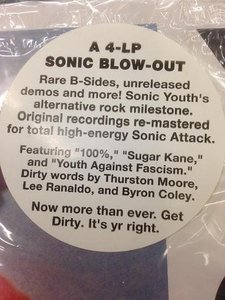 A 4-LP
SONIC BLOW-OUT
Rare B-Sides, unreleased
demos and more! Sonic Youth's
alternative rock milestone.
Original recordings re-mastered
for total high-energy Sonic Attack.
Featuring "100%," "Sugar Kane,"
and "Youth Against Fascism."
Dirty words by Thurston Moore,
Lee Ranaldo, and Byron Coley.
Now more than ever. Get
Dirty. It's yr right.